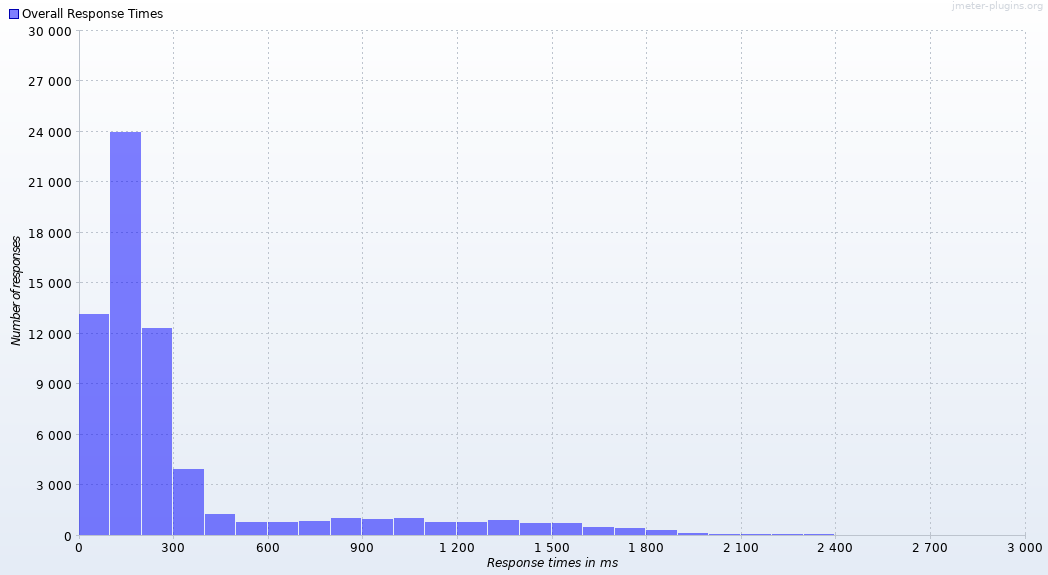 jmeter-plugins.org
Overall Response Times
30 000
27 000
24 000
21 000
18 000
15 000
12 000
9 000
6 000
3 000
0
Number of responses
0 300 600 900 1 200 1 500 1 800 2 100 2 400 2 700 3 000
Response times in ms